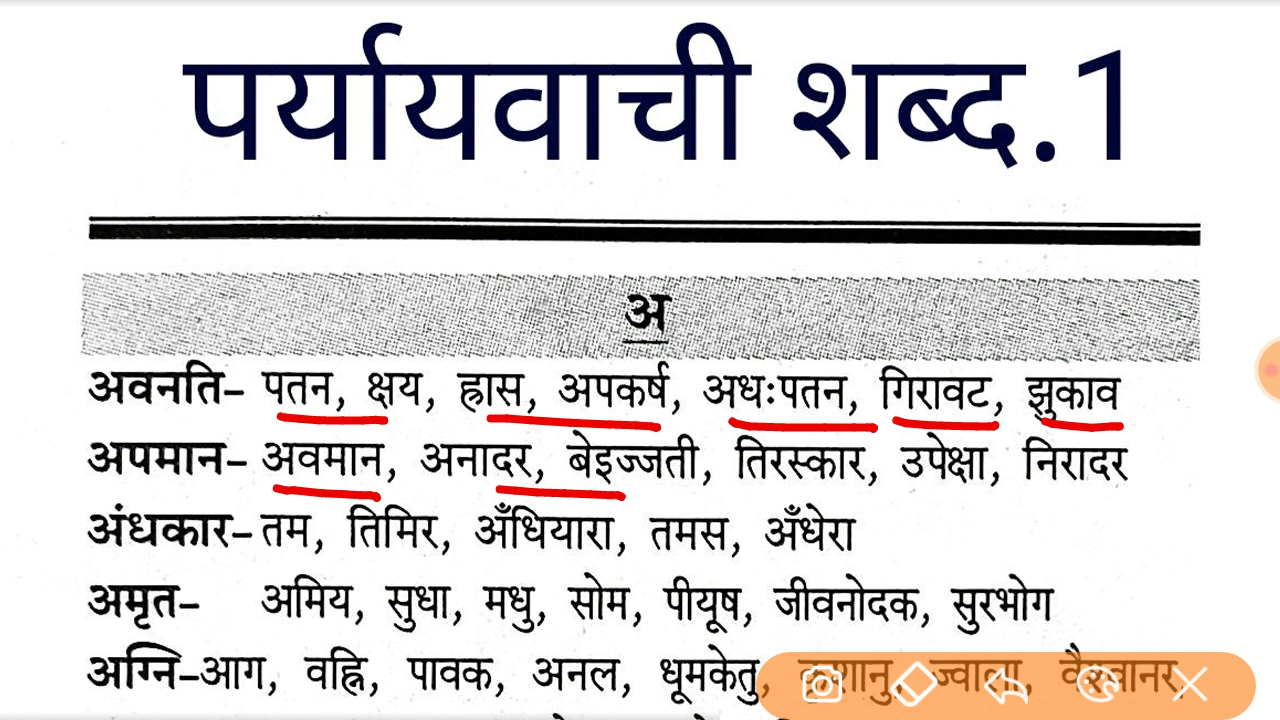 पर्यायवाची शब्द.1
अ
अवनति– पतन, क्षय, ह्रास, अपकर्ष, अधःपतन, गिरावट, झुकाव
अपमान– अवमान, अनादर, बेइज्जती, तिरस्कार, उपेक्षा, निरादर
अंधकार– तम, तिमिर, अँधियारा, तमस, अँधेरा
अमृत– अमिय, सुधा, मधु, सोम, पीयूष, जीवनोदक, सुरभोग
अग्नि–आग, वह्नि, पावक, अनल, धूमकेतु, कृशानु, ज्वाला, वैश्वानर,